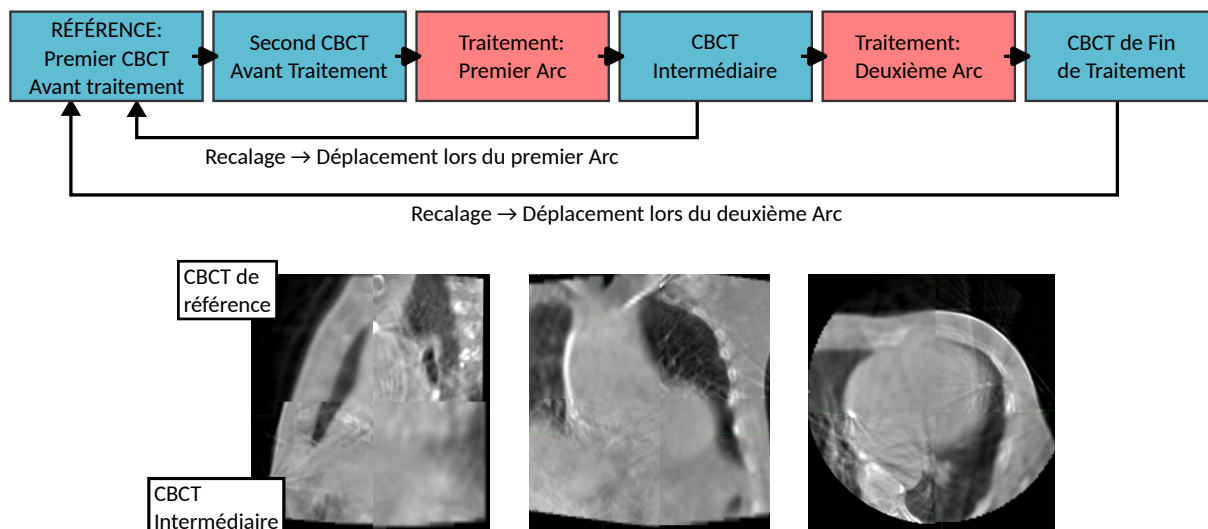 RÉFÉRENCE:
Premier CBCT
Avant traitement
Second CBCT
Avant Traitement
Traitement:
Premier Arc
CBCT
Intermédiaire
Traitement:
Deuxième Arc
CBCT de Fin
de Traitement
Recalage → Déplacement lors du premier Arc
Recalage → Déplacement lors du deuxième Arc
CBCT de
référence
CBCT
Intermédiaire